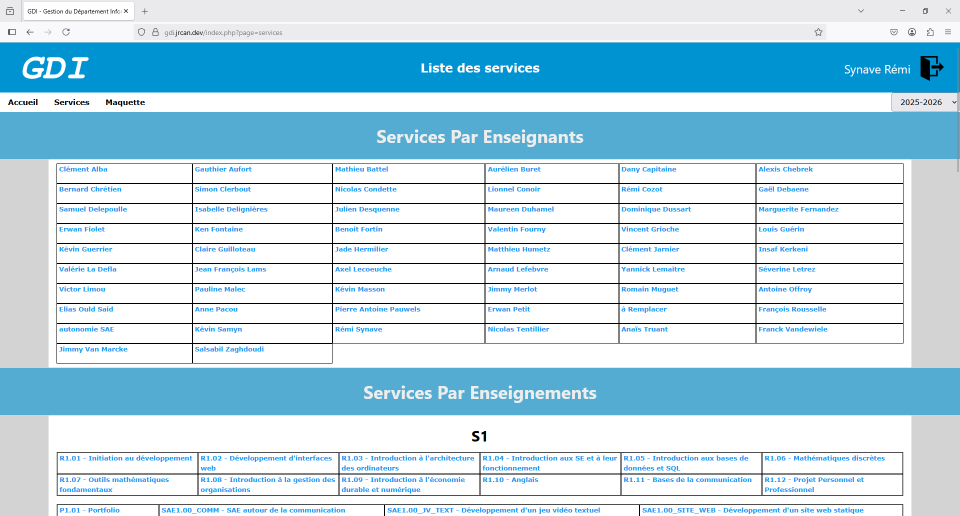 GDI - Gestion du Département Info
gdi.jrcan.dev/index.php?page=services
GDI
Liste des services
Synave Rémi
Accueil Services Maquette
2025-2026
Services Par Enseignants
Clément Alba Gauthier Aufort Mathieu Battel Aurélien Buret Dany Capitaine Alexis Chebrek
Bernard Chrétien Simon Clerbout Nicolas Condette Lionnel Conoir Rémi Cozot Gaël Debaene
Samuel Delepoulle Isabelle Delignières Julien Desquenne Maureen Duhamel Dominique Dussart Marguerite Fernandez
Erwan Fiolet Ken Fontaine Benoit Fortin Valentin Fourny Vincent Grioche Louis Guérin
Kévin Guerrier Claire Guilloteau Jade Hermilier Matthieu Humetz Clément Jarnier Insaf Kerkeni
Valérie La Defla Jean François Lams Axel Lecoeuche Arnaud Lefebvre Yannick Lemaitre Séverine Letrez
Victor Limou Pauline Malec Kévin Masson Jimmy Merlot Romain Muguet Antoine Offroy
Elias Ould Said Anne Pacou Pierre Antoine Pauwels Erwan Petit à Remplacer François Rousselle
autonomie SAE Kévin Samyn Rémi Synave Nicolas Tentillier Anaïs Truant Franck Vandewiele
Jimmy Van Marcke Salsabil Zaghdoudi
Services Par Enseignements
S1
R1.01 - Initiation au développement R1.02 - Développement d'interfaces R1.03 - Introduction à l'architecture R1.04 - Introduction aux SE et à leur R1.05 - Introduction aux bases de R1.06 - Mathématiques discrètes
web des ordinateurs fonctionnement données et SQL
R1.07 - Outils mathématiques R1.08 - Introduction à la gestion des R1.09 - Introduction à l'économie R1.10 - Anglais R1.11 - Bases de la communication R1.12 - Projet Personnel et
fondamentaux organisations durable et numérique Professionnel
P1.01 - Portfolio SAE1.00_COMM - SAE autour de la communication SAE1.00_JV_TEXT - Développement d'un jeu vidéo textuel SAE1.00_SITE_WEB - Développement d'un site web statique